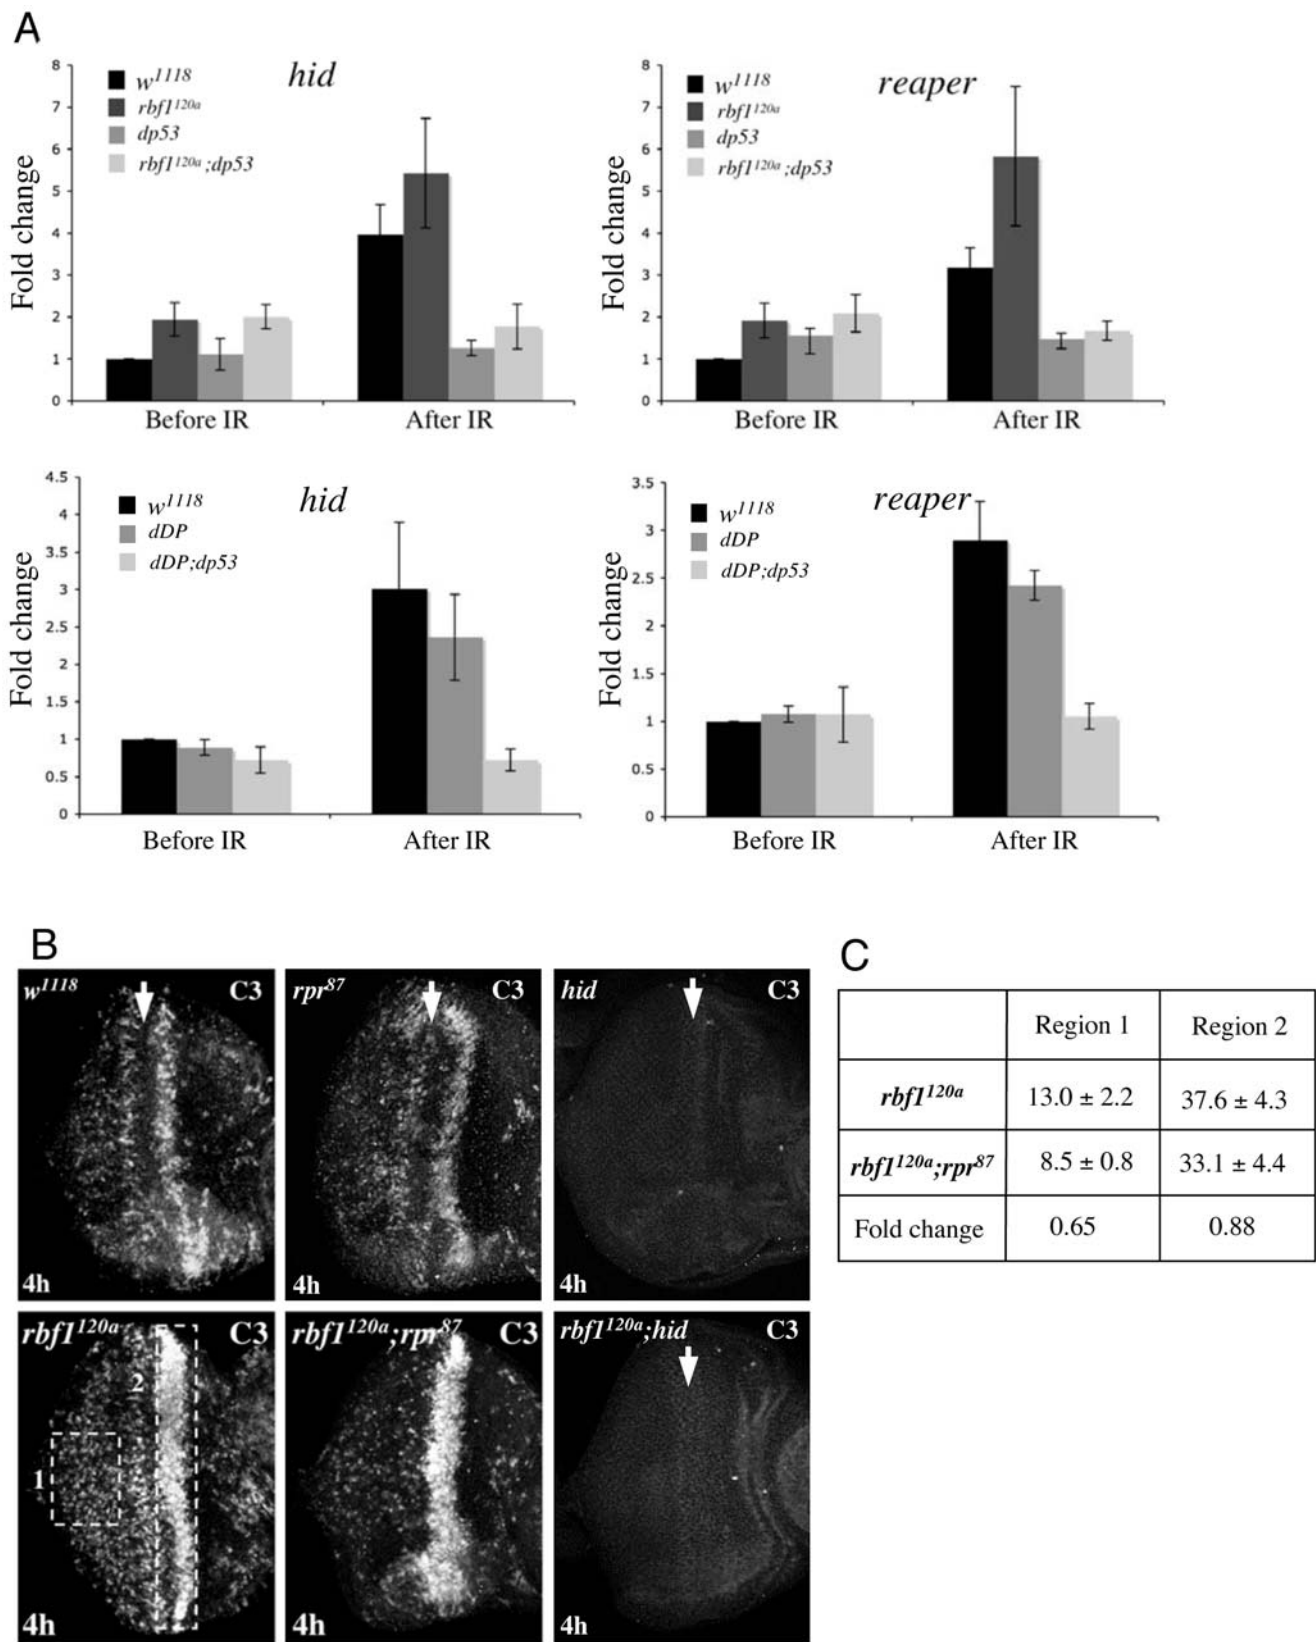 A
hid
w1118
rbf1120a
dp53
rbf1120a;dp53
Fold change
8
7
6
5
4
3
2
1
0
Before IR After IR
reaper
w1118
rbf1120a
dp53
rbf1120a;dp53
Fold change
8
7
6
5
4
3
2
1
0
Before IR After IR
hid
w1118
dDP
dDP;dp53
Fold change
4.5
4
3.5
3
2.5
2
1.5
1
0.5
0
Before IR After IR
reaper
w1118
dDP
dDP;dp53
Fold change
3.5
3
2.5
2
1.5
1
0.5
0
Before IR After IR
B
w1118 C3
4h
rpr87 C3
4h
hid C3
4h
rbf1120a C3
2
1
4h
rbf1120a;rpr87 C3
4h
rbf1120a;hid C3
4h
C
Region 1 Region 2
rbf1120a 13.0 ± 2.2 37.6 ± 4.3
rbf1120a;rpr87 8.5 ± 0.8 33.1 ± 4.4
Fold change 0.65 0.88